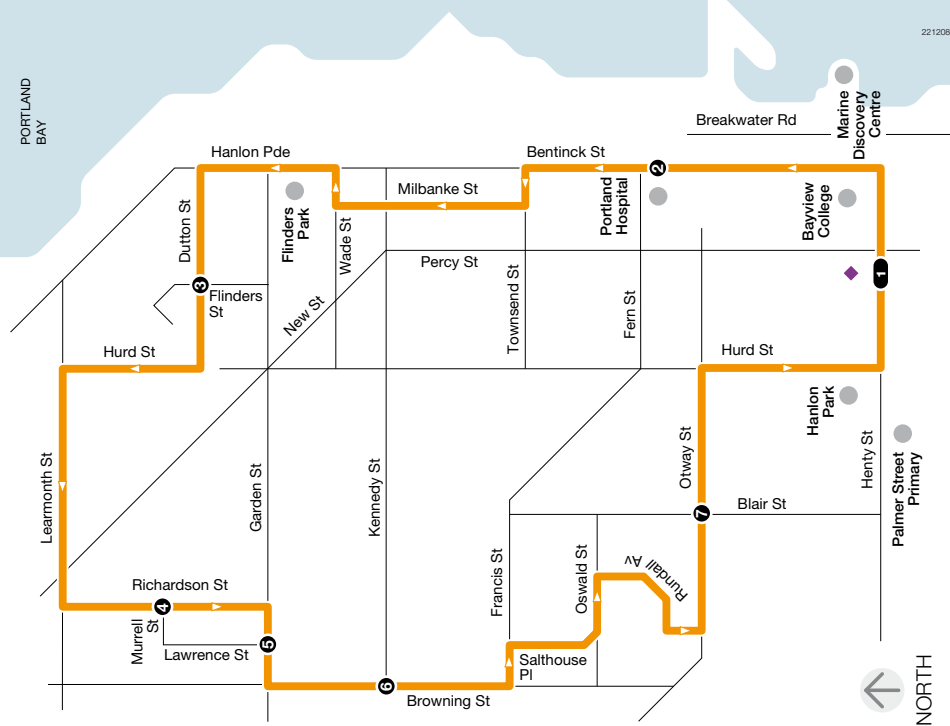 221208
PORTLAND
BAY
Marine
Discovery
Centre
Breakwater Rd
Hanlon Pde
Bentinck St
2
Milbanke St
Portland
Hospital
Bayview
College
Flinders
Park
Dutton St
Wade St
Percy St
1
3
Flinders
St
New St
Townsend St
Fern St
Hurd St
Hurd St
Hanlon
Park
Learmonth St
Garden St
Kennedy St
Otway St
Henty St
Palmer Street
Primary
7
Blair St
Francis St
Oswald St
Rundall Av
Richardson St
4
Murrell
St
Lawrence St
5
Salthouse
Pl
6
Browning St
NORTH